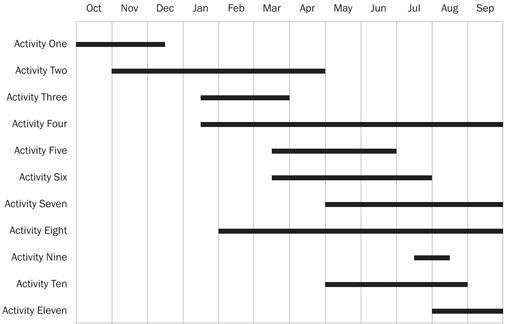 Oct Nov Dec Jan Feb Mar Apr May Jun Jul Aug Sep
Activity One
Activity Two
Activity Three
Activity Four
Activity Five
Activity Six
Activity Seven
Activity Eight
Activity Nine
Activity Ten
Activity Eleven